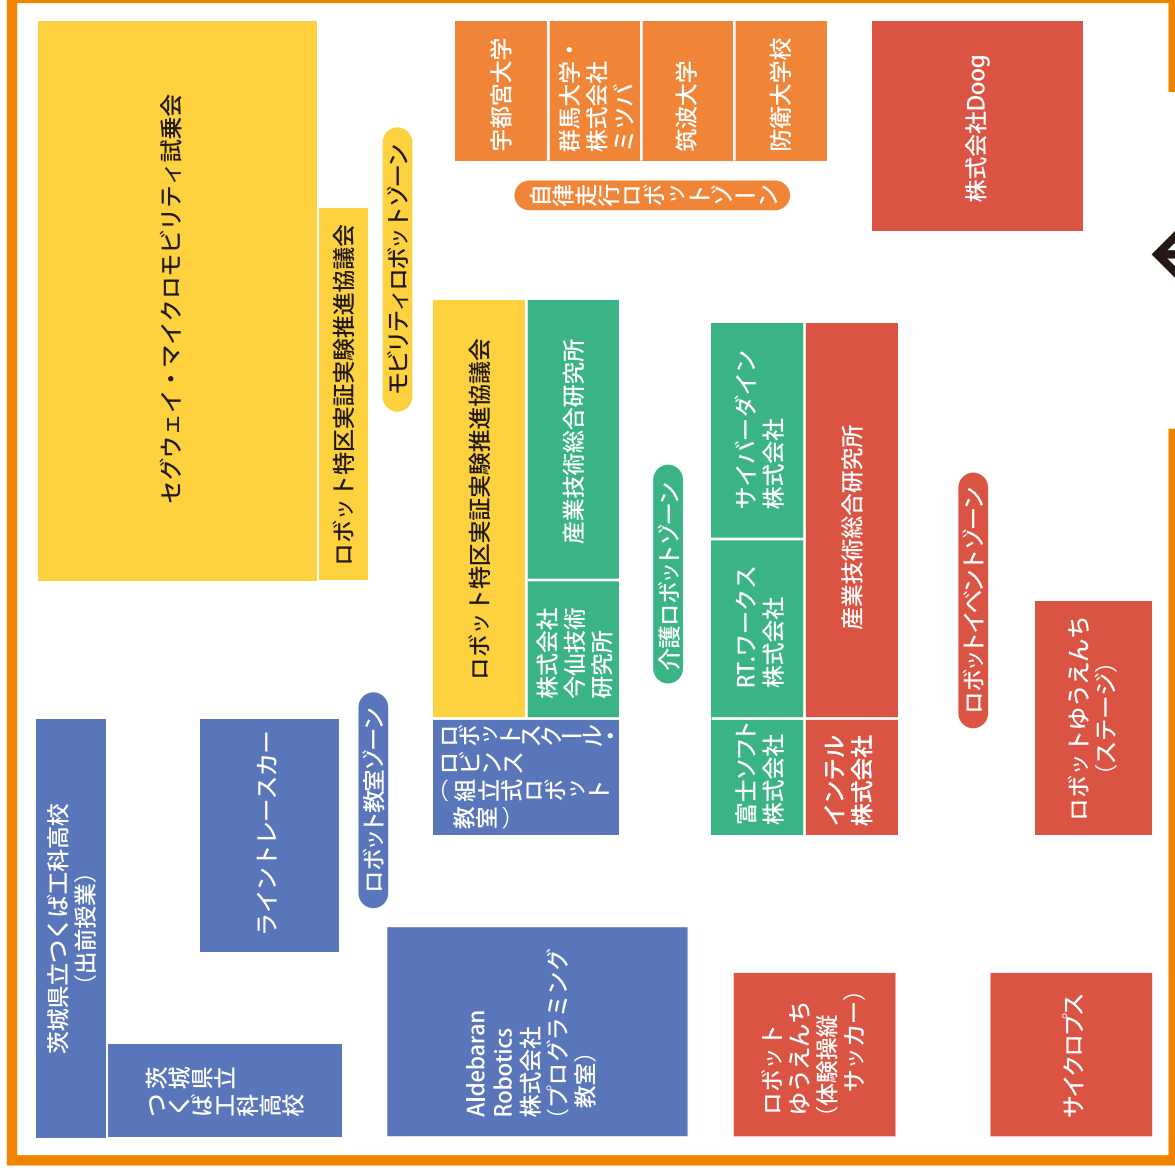 茨城県立つくば工科高校
（出前授業）
茨城県立
つくば工科高校
ライントレースカー
ロボット教室ゾーン
Aldebaran
Robotics
株式会社
（プログラミング
教室）
セグウェイ・マイクロモビリティ試乗会
ロボット特区実証実験推進協議会
モビリティロボットゾーン
ロボット特区実証実験推進協議会
ロボットスクール・
ロビンス
（組立式ロボット
教室）
株式会社
今仙技術
研究所
産業技術総合研究所
介護ロボットゾーン
宇都宮大学
群馬大学・
株式会社
ミツバ
筑波大学
防衛大学校
自律走行ロボットゾーン
富士ソフト
株式会社
RT.ワークス
株式会社
サイバーダイン
株式会社
インテル
株式会社
産業技術総合研究所
ロボットイベントゾーン
株式会社Doog
ロボット
ゆうえんち
（体験操縦
サッカー）
サイクロプス
ロボットゆうえんち
（ステージ）